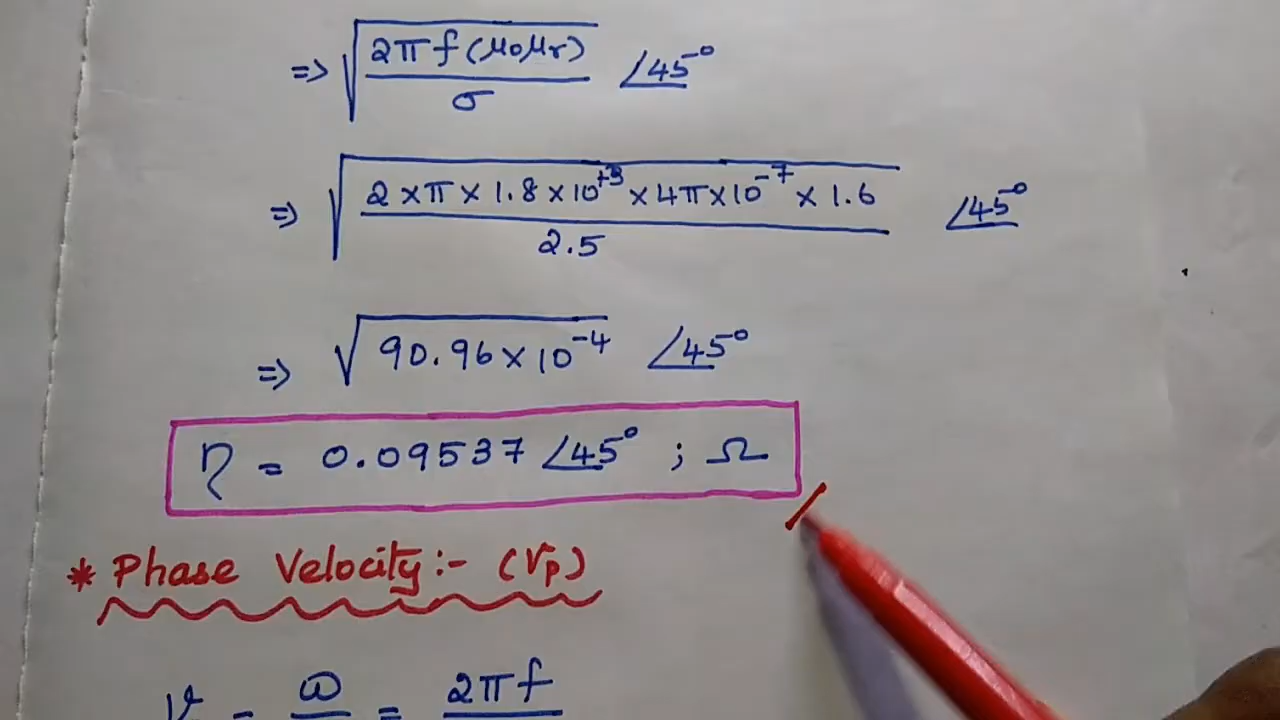 => √(2πf(μ0μr)/σ) ∠45°
=> √(2×π×1.8×10^+3×4π×10^-7×1.6/2.5) ∠45°
=> √(90.96×10^-4) ∠45°
η = 0.09537 ∠45° ; Ω
* Phase Velocity:- (Vp)
V = ω = 2πf